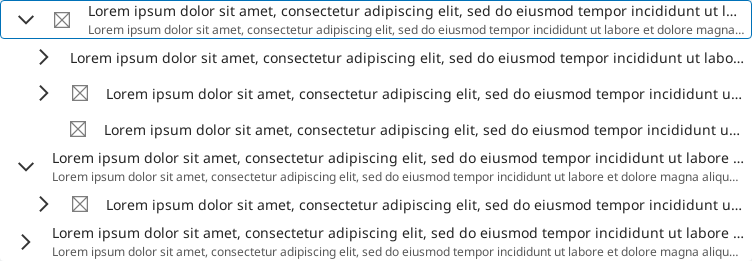 Lorem ipsum dolor sit amet, consectetur adipiscing elit, sed do eiusmod tempor incididunt ut l...
Lorem ipsum dolor sit amet, consectetur adipiscing elit, sed do eiusmod tempor incididunt ut labore et dolore magna...
Lorem ipsum dolor sit amet, consectetur adipiscing elit, sed do eiusmod tempor incididunt ut labo...
Lorem ipsum dolor sit amet, consectetur adipiscing elit, sed do eiusmod tempor incididunt u...
Lorem ipsum dolor sit amet, consectetur adipiscing elit, sed do eiusmod tempor incididunt u...
Lorem ipsum dolor sit amet, consectetur adipiscing elit, sed do eiusmod tempor incididunt ut labore ...
Lorem ipsum dolor sit amet, consectetur adipiscing elit, sed do eiusmod tempor incididunt ut labore et dolore magna aliqu...
Lorem ipsum dolor sit amet, consectetur adipiscing elit, sed do eiusmod tempor incididunt u...
Lorem ipsum dolor sit amet, consectetur adipiscing elit, sed do eiusmod tempor incididunt ut labore ...
Lorem ipsum dolor sit amet, consectetur adipiscing elit, sed do eiusmod tempor incididunt ut labore et dolore magna aliqu...